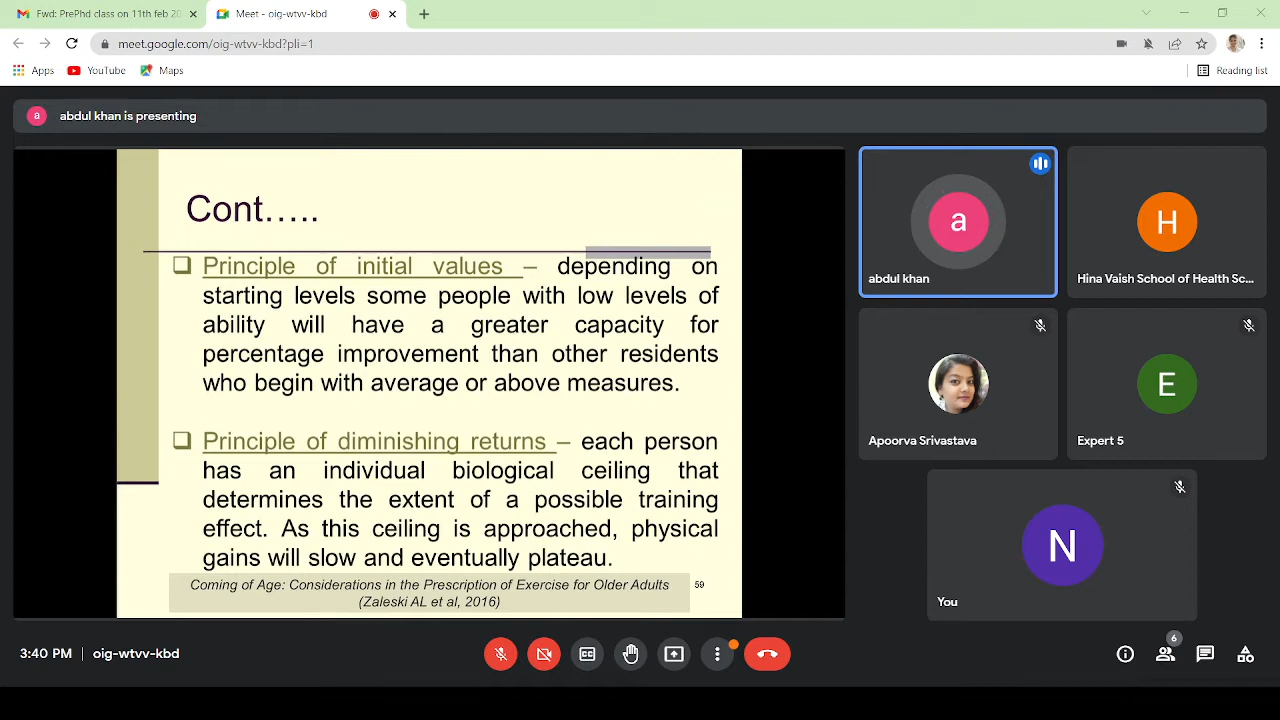 Fwd: PrePhd class on 11th feb 20
Meet - oig-wtvv-kbd
meet.google.com/oig-wtvv-kbd?pli=1
Apps
YouTube
Maps
Reading list
a
abdul khan is presenting
Cont…..
Principle of initial values – depending on
starting levels some people with low levels of
ability will have a greater capacity for
percentage improvement than other residents
who begin with average or above measures.
Principle of diminishing returns – each person
has an individual biological ceiling that
determines the extent of a possible training
effect. As this ceiling is approached, physical
gains will slow and eventually plateau.
Coming of Age: Considerations in the Prescription of Exercise for Older Adults
(Zaleski AL et al, 2016)
59
a
abdul khan
H
Hina Vaish School of Health Sc...
Apoorva Srivastava
E
Expert 5
N
You
3:40 PM
oig-wtvv-kbd
6